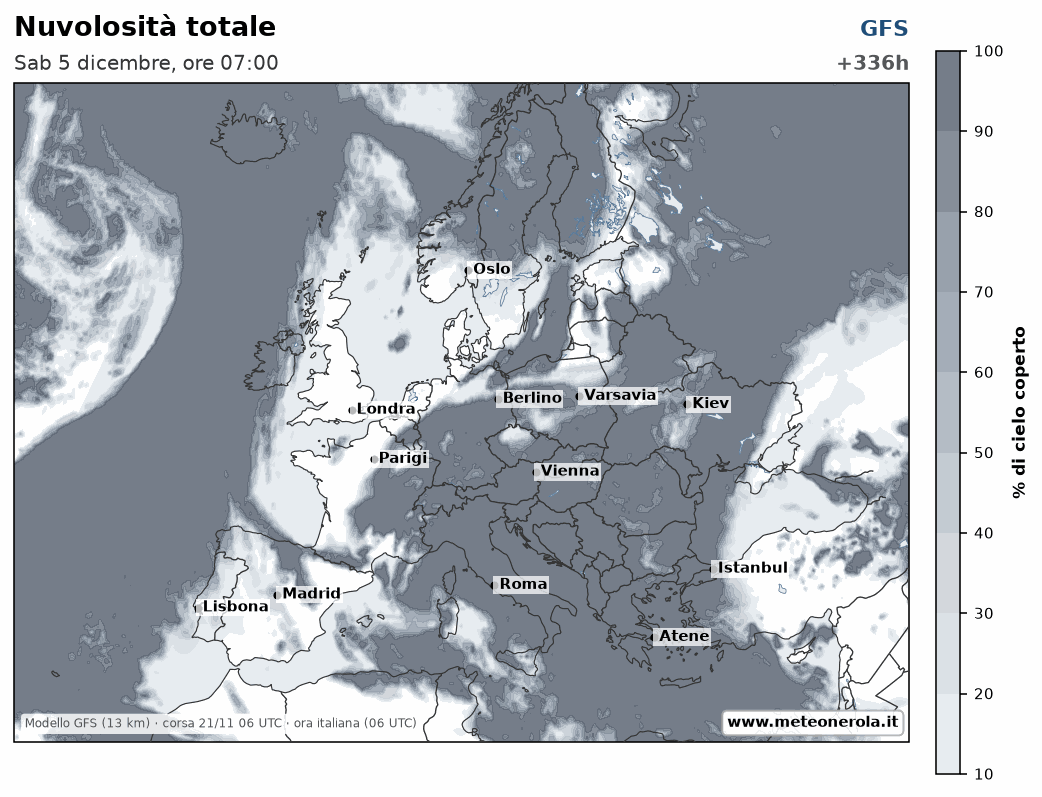 Nuvolosità totale
GFS
Sab 5 dicembre, ore 07:00
+336h
100
90
80
70
60
50
40
30
20
10
% di cielo coperto
Oslo
Londra
Berlino
Varsavia
Kiev
Parigi
Vienna
Istanbul
Roma
Madrid
Lisbona
Atene
Modello GFS (13 km) · corsa 21/11 06 UTC · ora italiana (06 UTC)
www.meteonerola.it